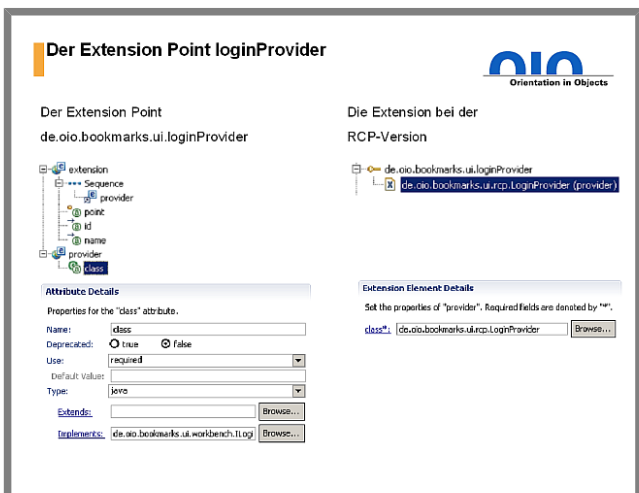 Der Extension Point loginProvider
OIO
Orientation in Objects
Der Extension Point
de.oio.bookmarks.ui.loginProvider
extension
Sequence
provider
point
id
name
provider
class
Attribute Details
Properties for the "class" attribute.
Name: class
Deprecated: true false
Use: required
Default Value:
Type: java
Extends: Browse...
Implements: de.oio.bookmarks.ui.workbench.ILogi Browse...
Die Extension bei der
RCP-Version
de.oio.bookmarks.ui.loginProvider
de.oio.bookmarks.ui.rcp.LoginProvider (provider)
Extension Element Details
Set the properties of "provider". Required fields are denoted by "*".
class*: de.oio.bookmarks.ui.rcp.LoginProvider Browse...